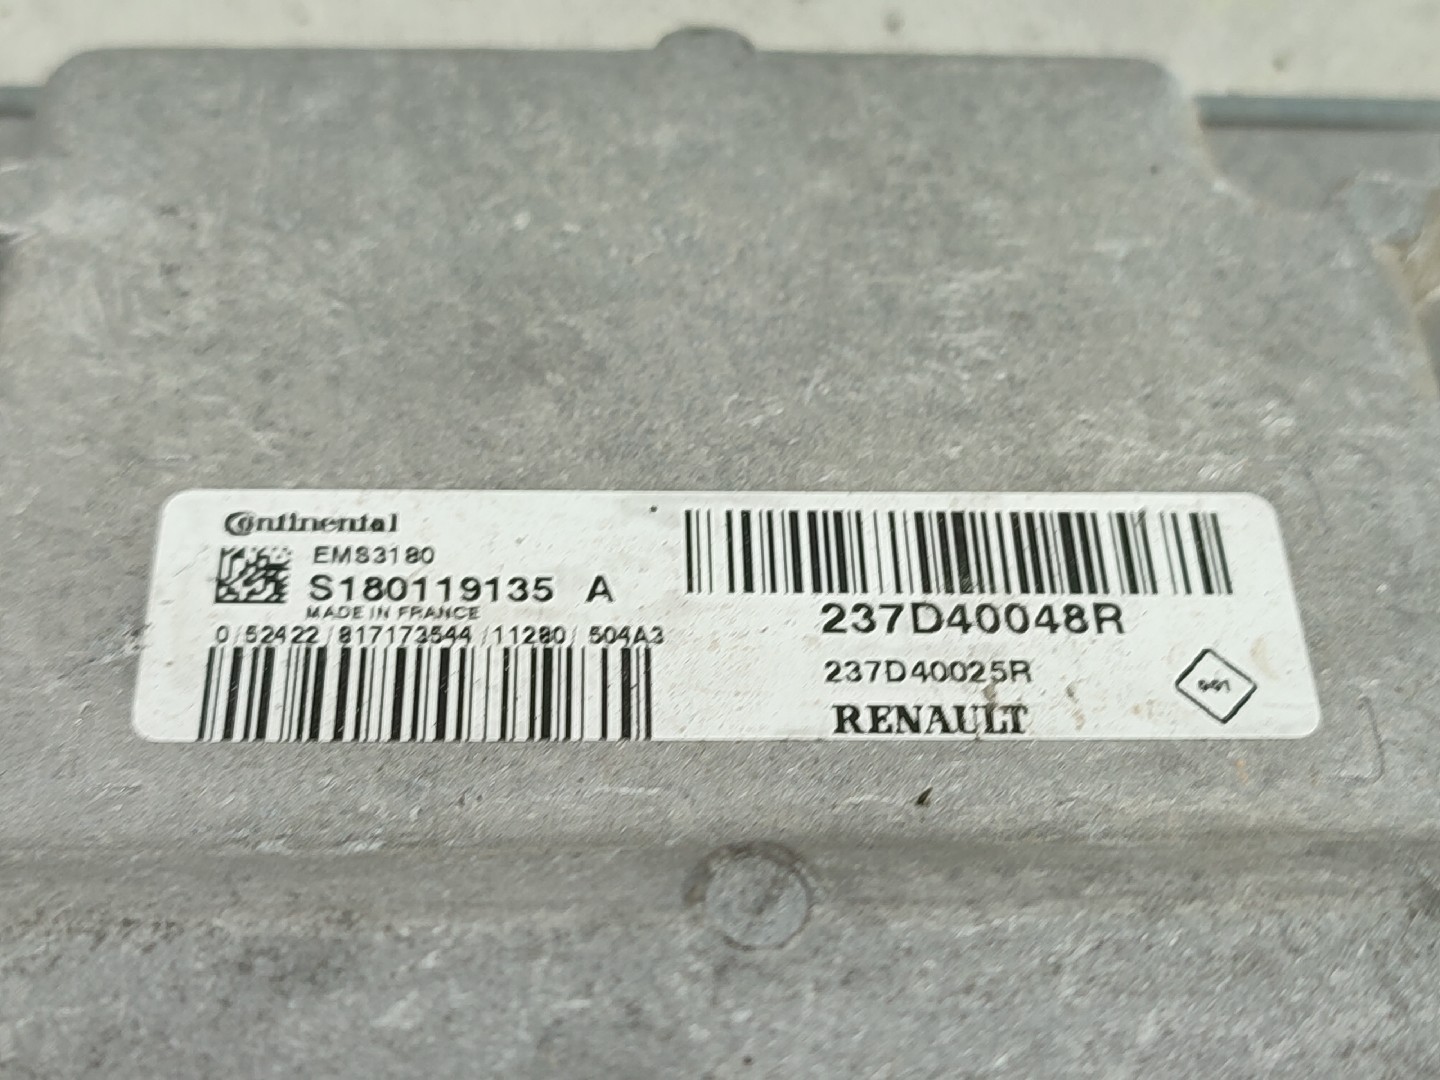 Continental
EMS3180
S180119135 A
MADE IN FRANCE
0/52422/817173544/11280/504A3
237D40048R
237D40025R
RENAULT